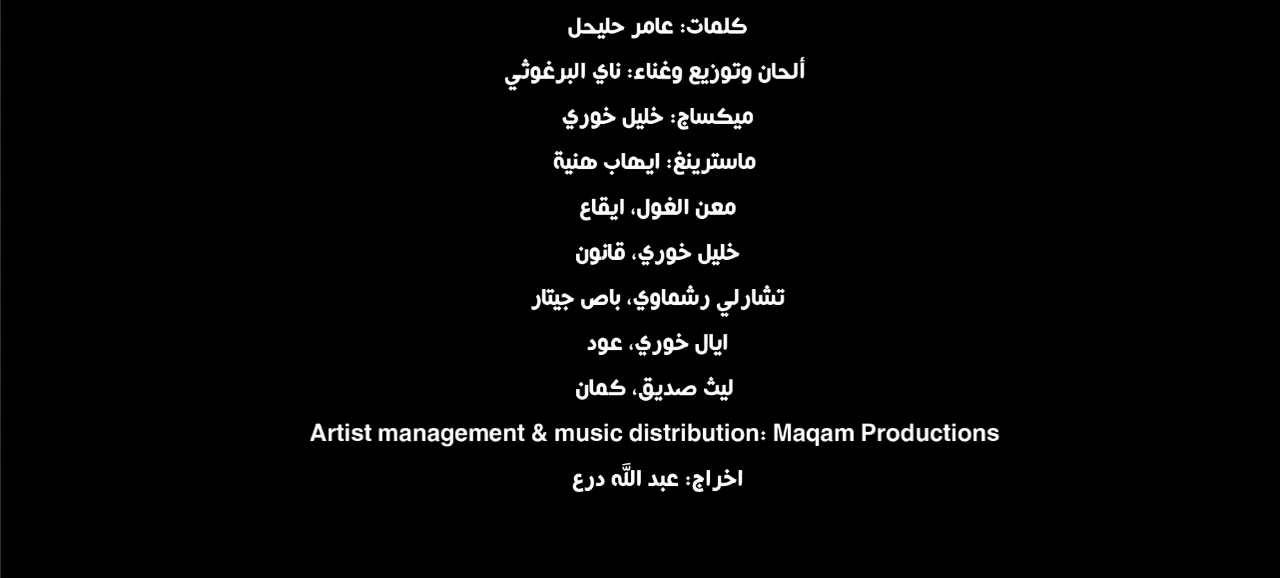 كلمات: عامر حليحل
ألحان وتوزيع وغناء: ناي البرغوثي
ميكساج: خليل خوري
ماسترينغ: ايهاب هنية
معن الغول، ايقاع
خليل خوري، قانون
تشارلي رشماوي، باص جيتار
ايال خوري، عود
ليث صديق، كمان
Artist management & music distribution: Maqam Productions
اخراج: عبد اللَّه درع